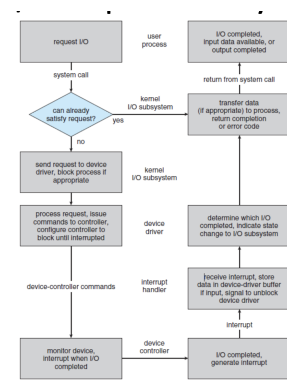 request I/O
user
process
I/O completed,
input data available, or
output completed
system call
return from system call
kernel
I/O subsystem
can already
satisfy request?
yes
transfer data
(if appropriate) to process,
return completion
or error code
no
send request to device
driver, block process if
appropriate
kernel
I/O subsystem
process request, issue
commands to controller,
configure controller to
block until interrupted
device
driver
determine which I/O
completed, indicate state
change to I/O subsystem
device-controller commands
interrupt
handler
receive interrupt, store
data in device-driver buffer
if input, signal to unblock
device driver
interrupt
monitor device,
interrupt when I/O
completed
device
controller
I/O completed,
generate interrupt